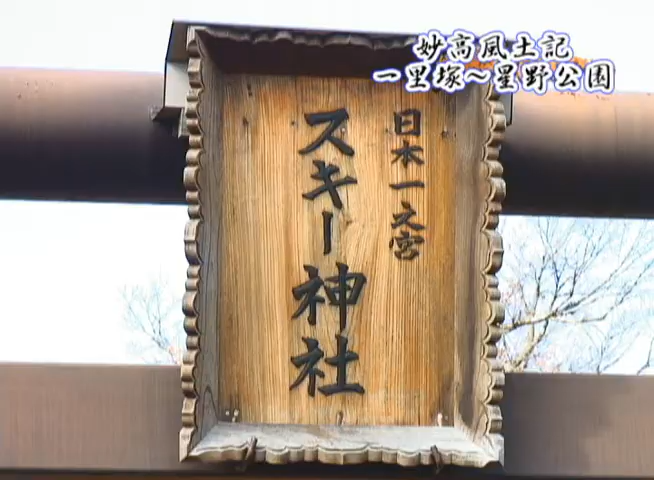 妙高風土記
一里塚～星野公園
日本一之宮
スキー神社